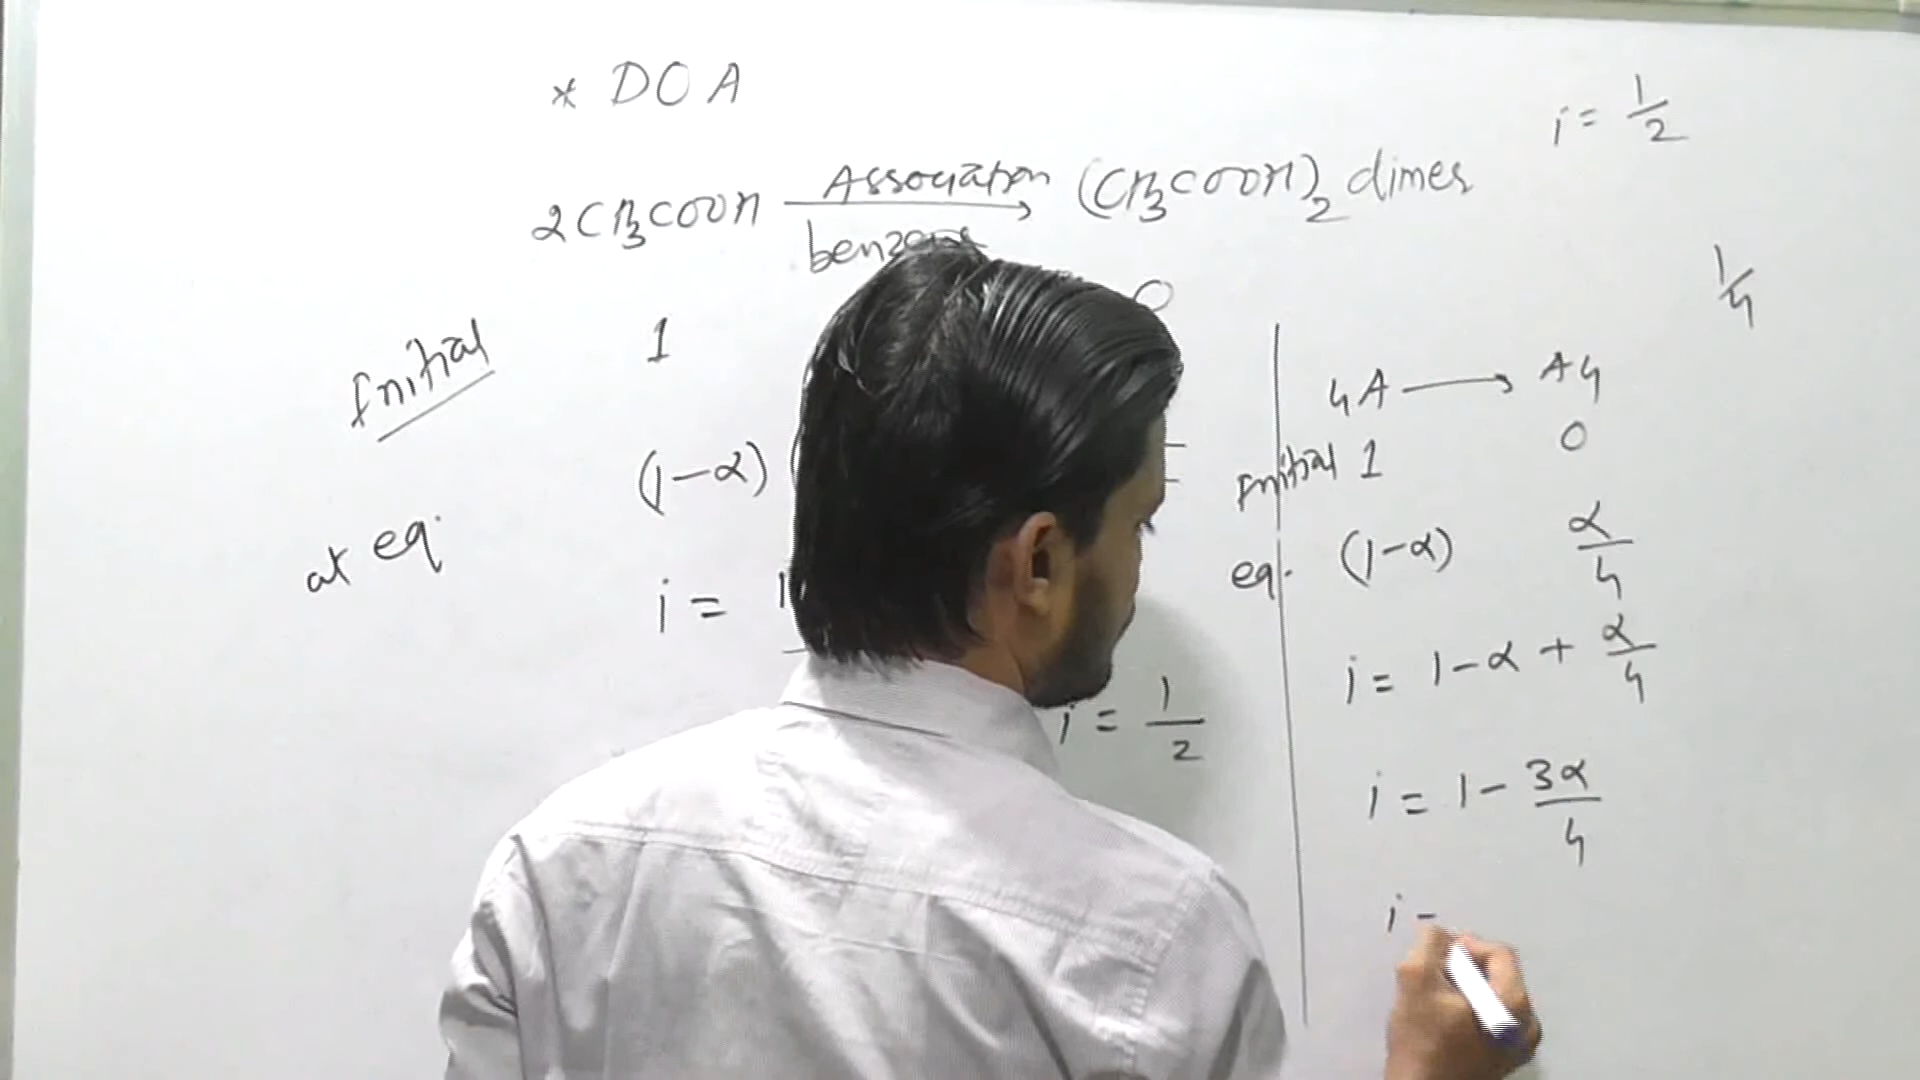 * DOA
i = 1/2
2CH3COOH Association (CH3COOH)2 dimer
1/4
Initial 1 0
at eq. (1-α)
i =
i = 1/2
4A → A4
Initial 1 0
eq. (1-α) α/4
i = 1-α + α/4
i = 1 - 3α/4
i -